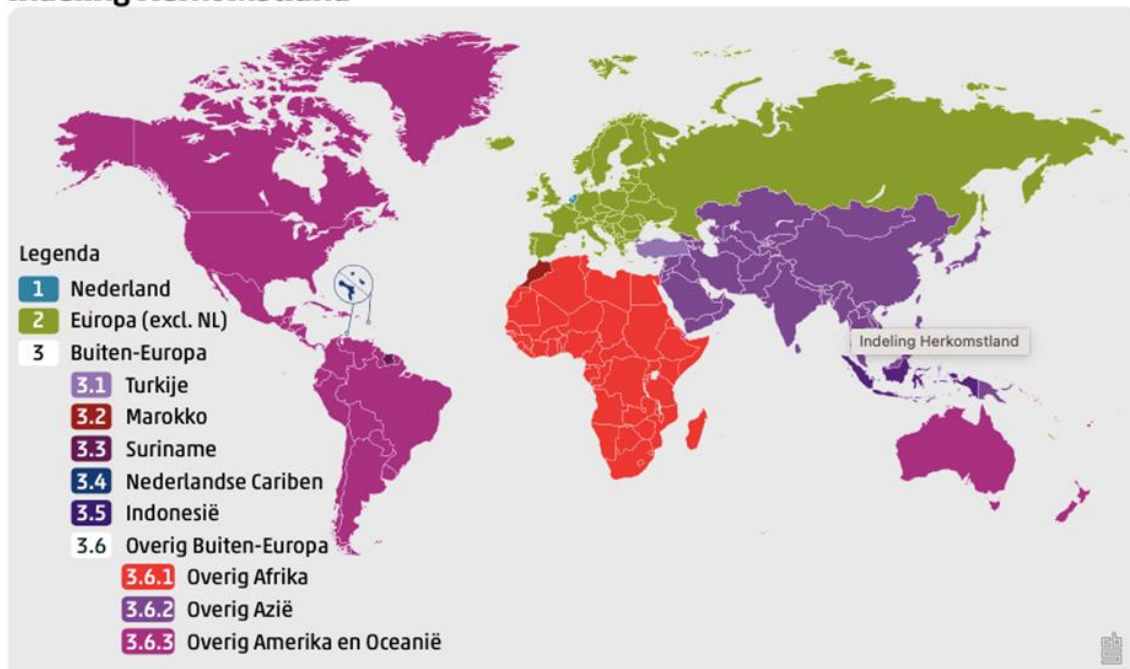 Legenda
1 Nederland
2 Europa (excl. NL)
3 Buiten-Europa
3.1 Turkije
3.2 Marokko
3.3 Suriname
3.4 Nederlandse Cariben
3.5 Indonesië
3.6 Overig Buiten-Europa
3.6.1 Overig Afrika
3.6.2 Overig Azië
3.6.3 Overig Amerika en Oceanië
Indeling Herkomstland